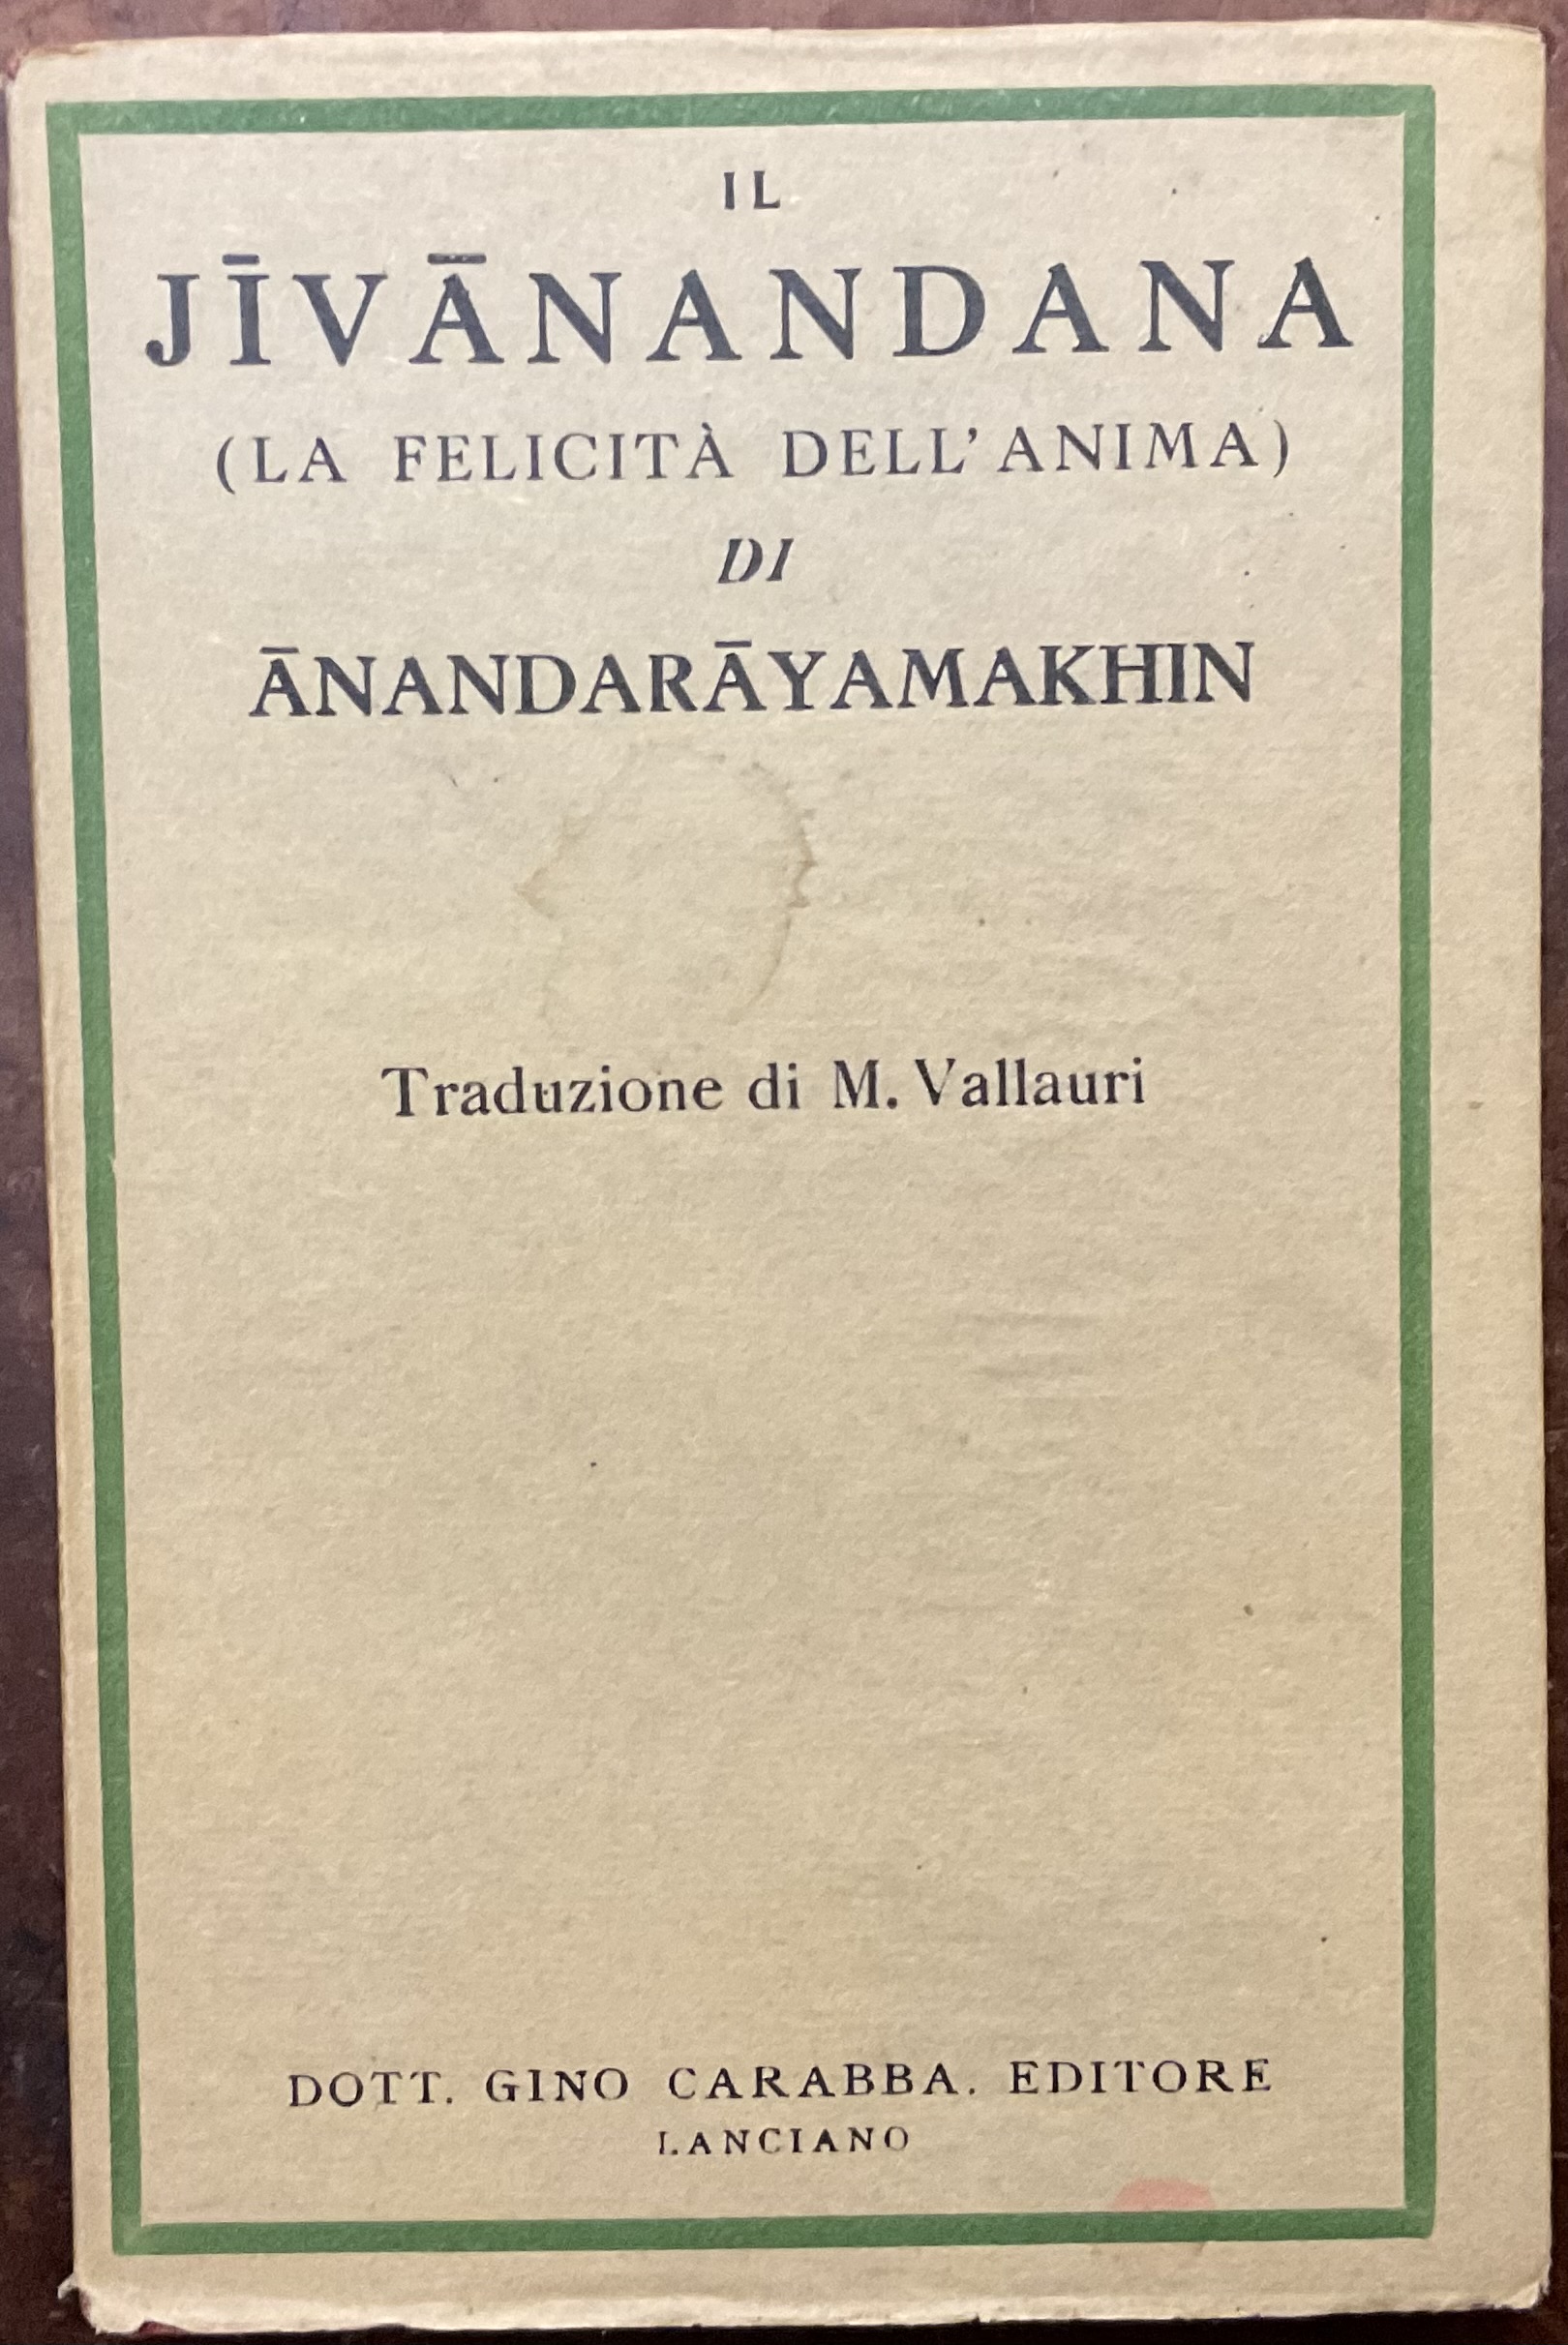 IL
JĪVĀNANDANA
(LA FELICITÀ DELL'ANIMA)
DI
ĀNANDARĀYAMAKHIN
Traduzione di M. Vallauri
DOTT. GINO CARABBA. EDITORE
LANCIANO